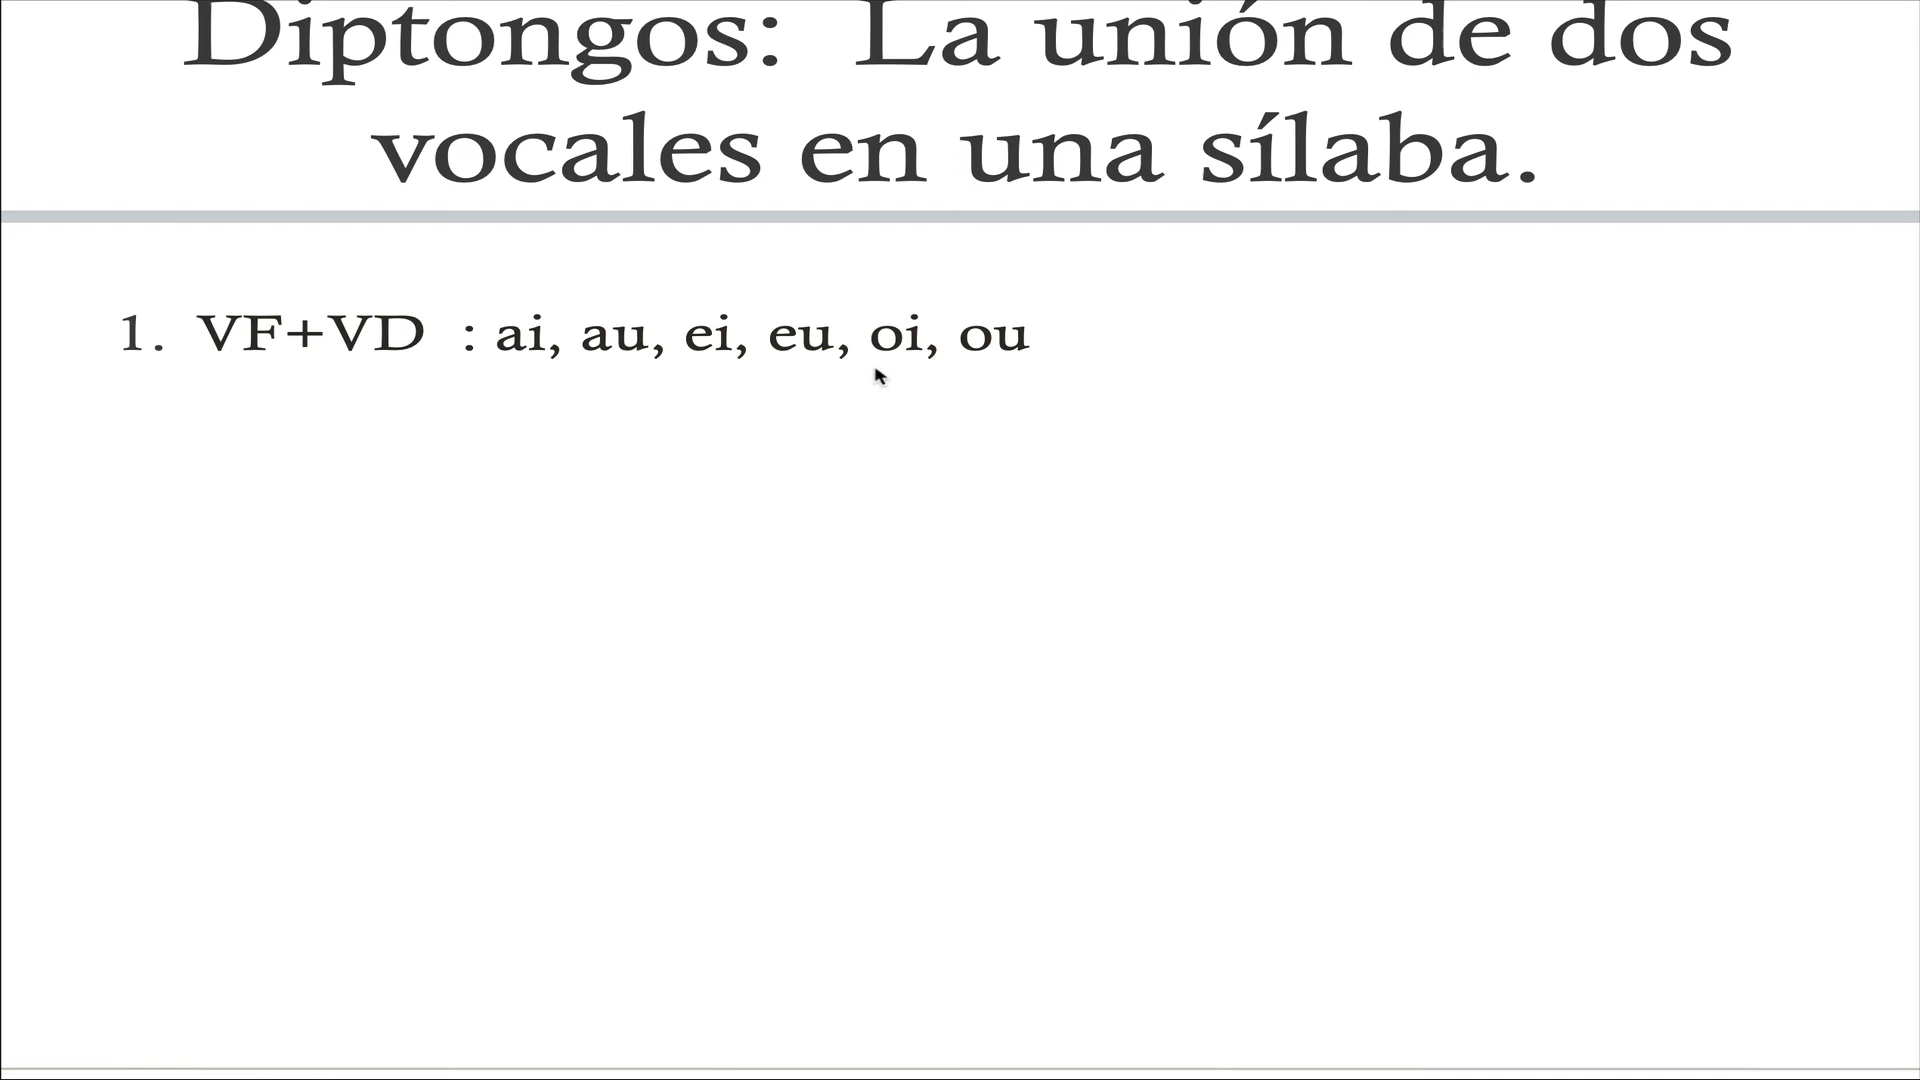 Diptongos: La unión de dos
vocales en una sílaba.
1. VF+VD : ai, au, ei, eu, oi, ou